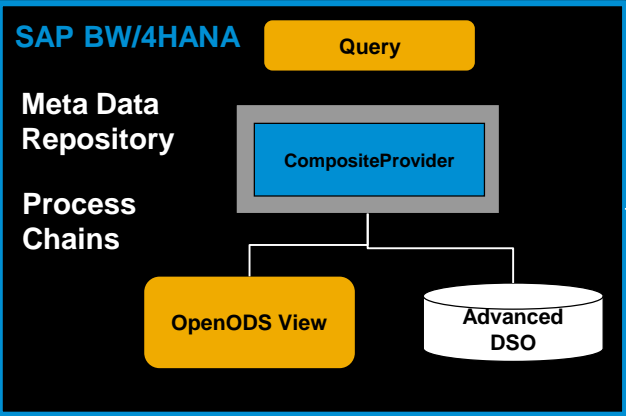 SAP BW/4HANA
Query
Meta Data
Repository
CompositeProvider
Process
Chains
OpenODS View
Advanced
DSO